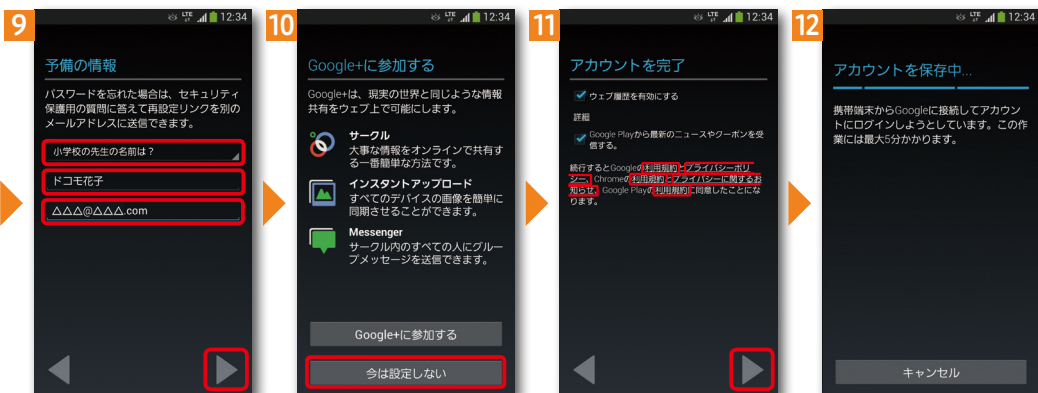 9
LTE 12:34
予備の情報
パスワードを忘れた場合は、セキュリティ
保護用の質問に答えて再設定リンクを別の
メールアドレスに送信できます。
小学校の先生の名前は？
ドコモ花子
△△△@△△△.com
10
LTE 12:34
Google+に参加する
Google+は、現実の世界と同じような情報
共有をウェブ上で可能にします。
サークル
大事な情報をオンラインで共有す
る一番簡単な方法です。
インスタントアップロード
すべてのデバイスの画像を簡単に
同期させることができます。
Messenger
サークル内のすべての人にグルー
プメッセージを送信できます。
Google+に参加する
今は設定しない
11
LTE 12:34
アカウントを完了
ウェブ履歴を有効にする
詳細
Google Playから最新のニュースやクーポンを受
信する。
続行するとGoogleの利用規約とプライバシーポリ
シー、Chromeの利用規約とプライバシーに関するお
知らせ、Google Playの利用規約に同意したことにな
ります。
12
LTE 12:34
アカウントを保存中...
携帯端末からGoogleに接続してアカウン
トにログインしようとしています。この作
業には最大5分かかります。
キャンセル